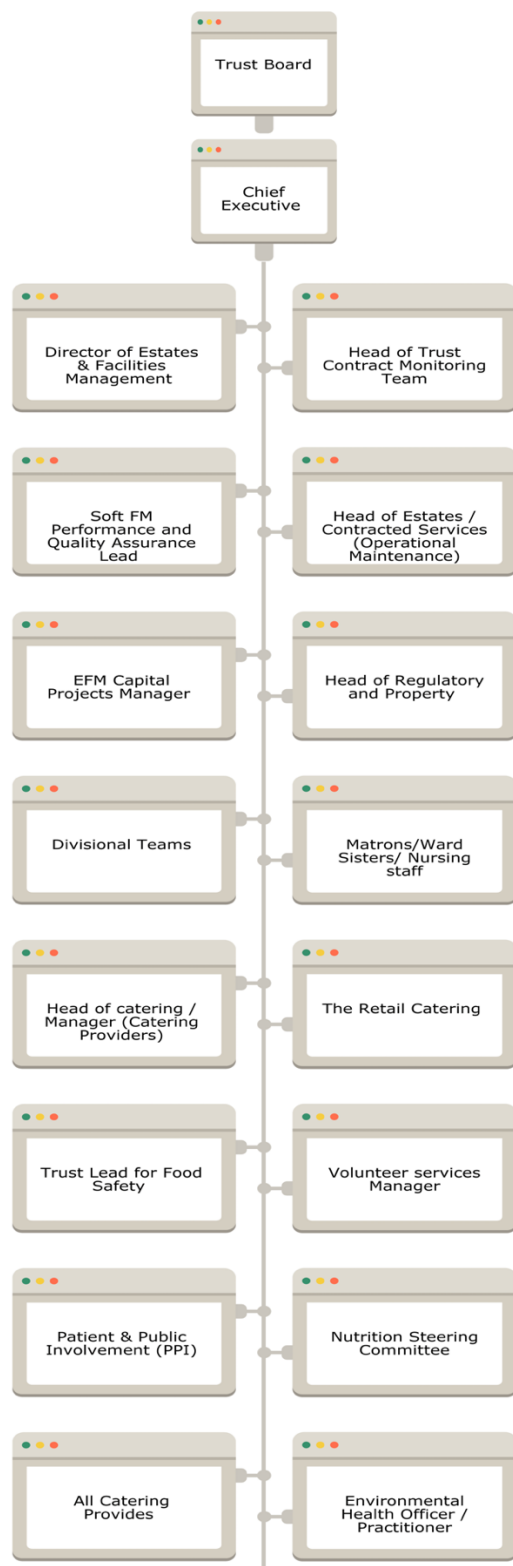 Trust Board
Chief
Executive
Director of Estates
& Facilities
Management
Head of Trust
Contract Monitoring
Team
Soft FM
Performance and
Quality Assurance
Lead
Head of Estates /
Contracted Services
(Operational
Maintenance)
EFM Capital
Projects Manager
Head of Regulatory
and Property
Divisional Teams
Matrons/Ward
Sisters/ Nursing
staff
Head of catering /
Manager (Catering
Providers)
The Retail Catering
Trust Lead for Food
Safety
Volunteer services
Manager
Patient & Public
Involvement (PPI)
Nutrition Steering
Committee
All Catering
Provides
Environmental
Health Officer /
Practitioner